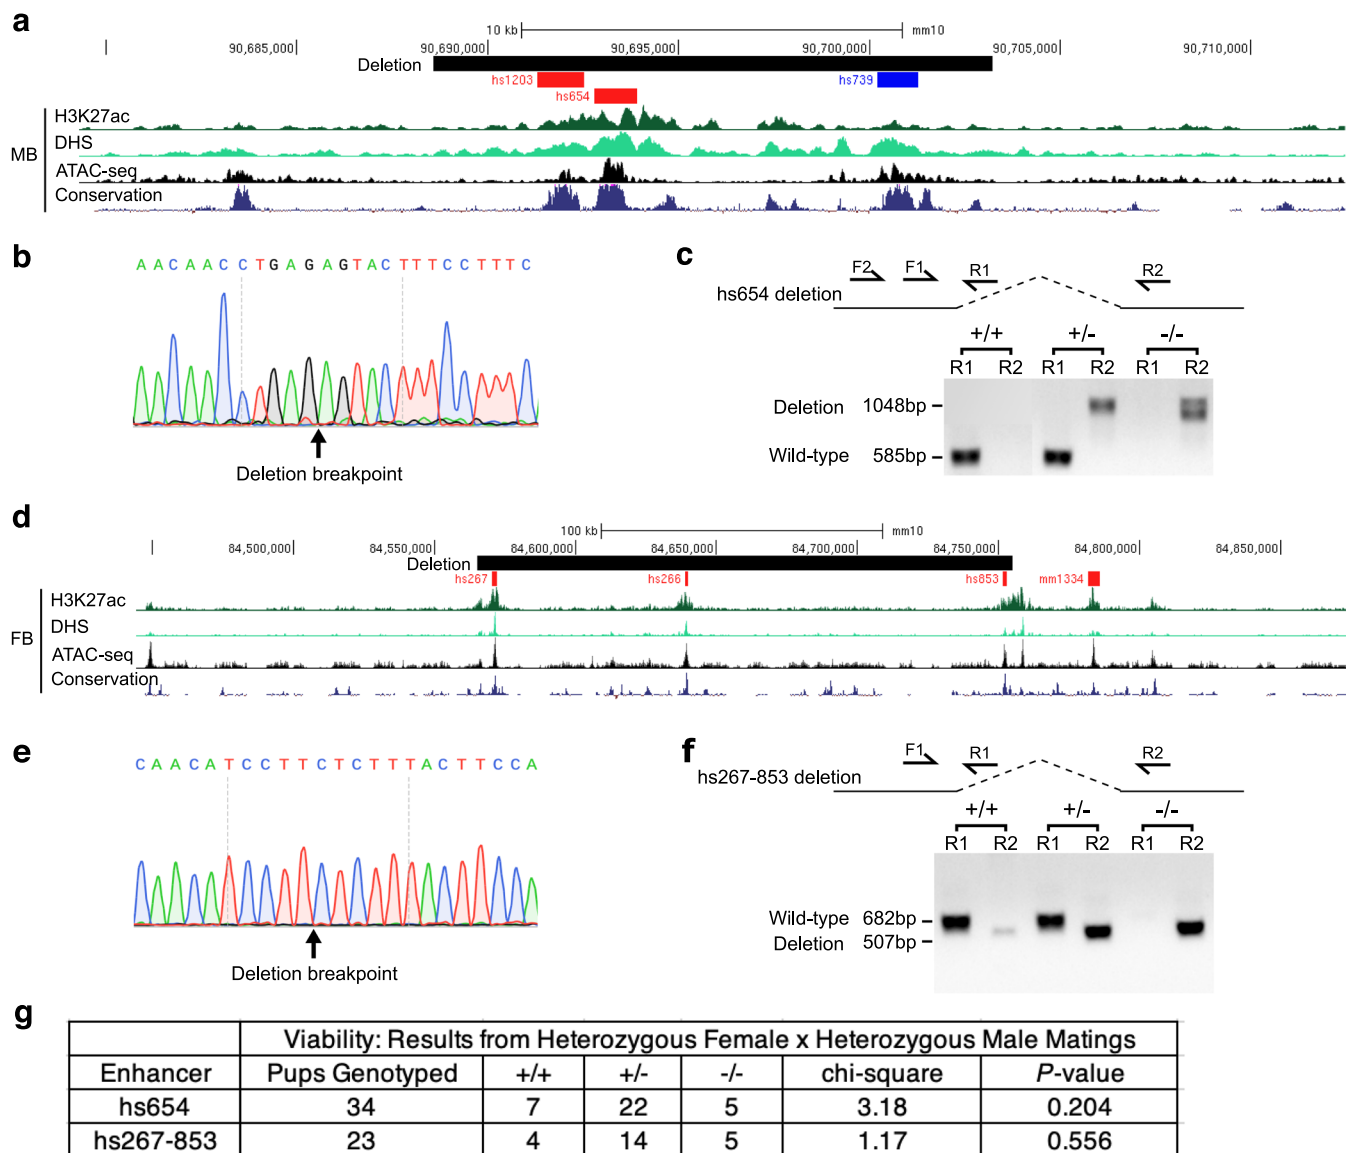 a
10 kb mm10
90,685,000 90,690,000 90,695,000 90,700,000 90,705,000 90,710,000
Deletion
hs1203 hs739
hs654
MB
H3K27ac
DHS
ATAC-seq
Conservation
b
A A C A A C C T G A G A G T A C T T T C C T T T C
Deletion breakpoint
c
F2 F1 R1 R2
hs654 deletion
+/+ +/- -/-
R1 R2 R1 R2 R1 R2
Deletion 1048bp
Wild-type 585bp
d
100 kb mm10
84,500,000 84,550,000 84,600,000 84,650,000 84,700,000 84,750,000 84,800,000 84,850,000
Deletion
hs267 hs266 hs853 mm1334
FB
H3K27ac
DHS
ATAC-seq
Conservation
e
C A A C A T C C T T C T C T T T A C T T C C A
Deletion breakpoint
f
F1 R1 R2
hs267-853 deletion
+/+ +/- -/-
R1 R2 R1 R2 R1 R2
Wild-type 682bp
Deletion 507bp
g
Viability: Results from Heterozygous Female x Heterozygous Male Matings
Enhancer Pups Genotyped +/+ +/- -/- chi-square P-value
hs654 34 7 22 5 3.18 0.204
hs267-853 23 4 14 5 1.17 0.556